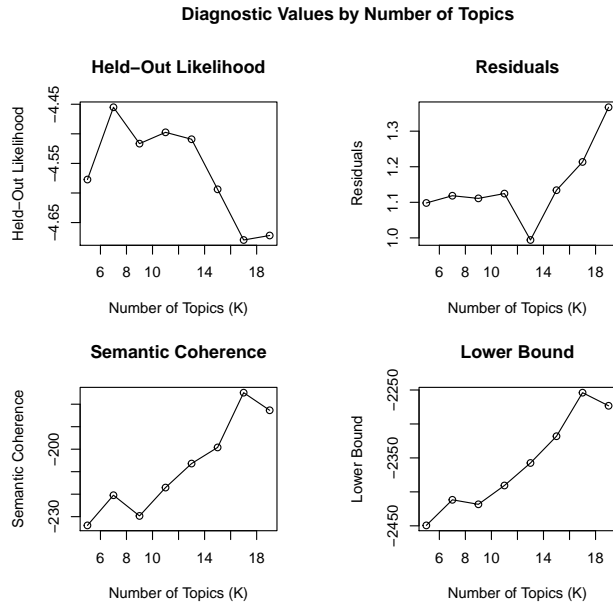 Diagnostic Values by Number of Topics
Held−Out Likelihood
Held−Out Likelihood
−4.45
−4.55
−4.65
6 8 10 14 18
Number of Topics (K)
Residuals
Residuals
1.3
1.2
1.1
1.0
6 8 10 14 18
Number of Topics (K)
Semantic Coherence
Semantic Coherence
−200
−230
6 8 10 14 18
Number of Topics (K)
Lower Bound
Lower Bound
−2250
−2350
−2450
6 8 10 14 18
Number of Topics (K)